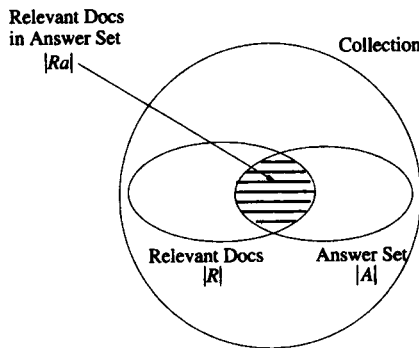 Relevant Docs
in Answer Set
|Ra|
Collection
Relevant Docs
|R|
Answer Set
|A|